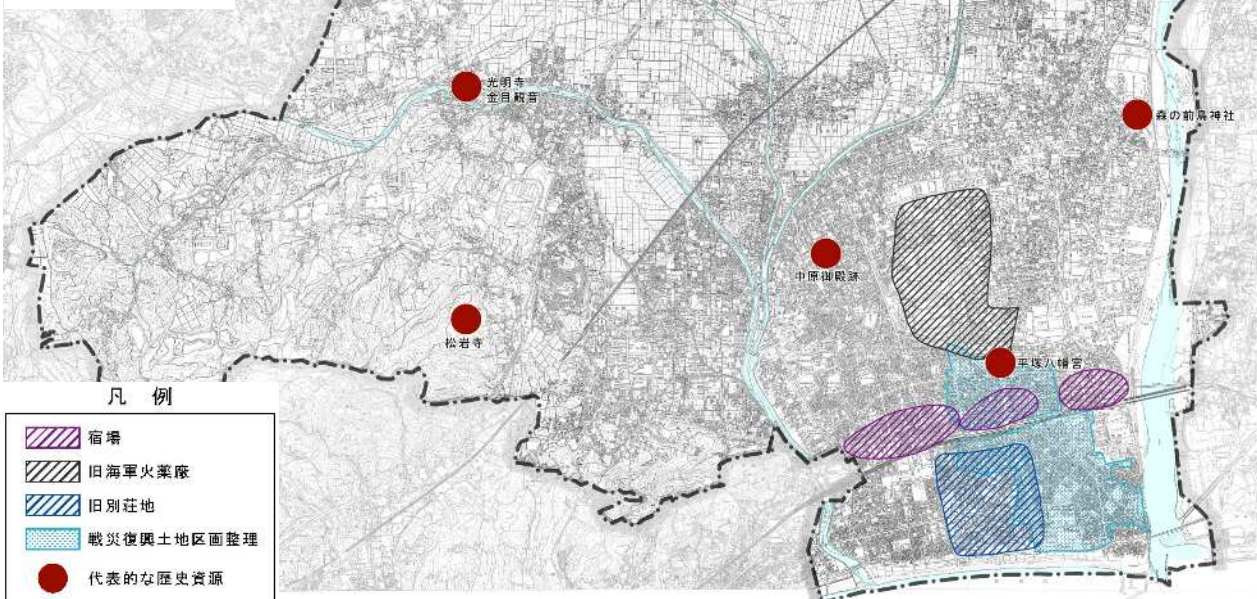 光明寺
金目観音
森の前鳥神社
中原御殿跡
松岩寺
平塚八幡宮
凡 例
宿場
旧海軍火薬廠
旧別荘地
戦災復興土地区画整理
代表的な歴史資源